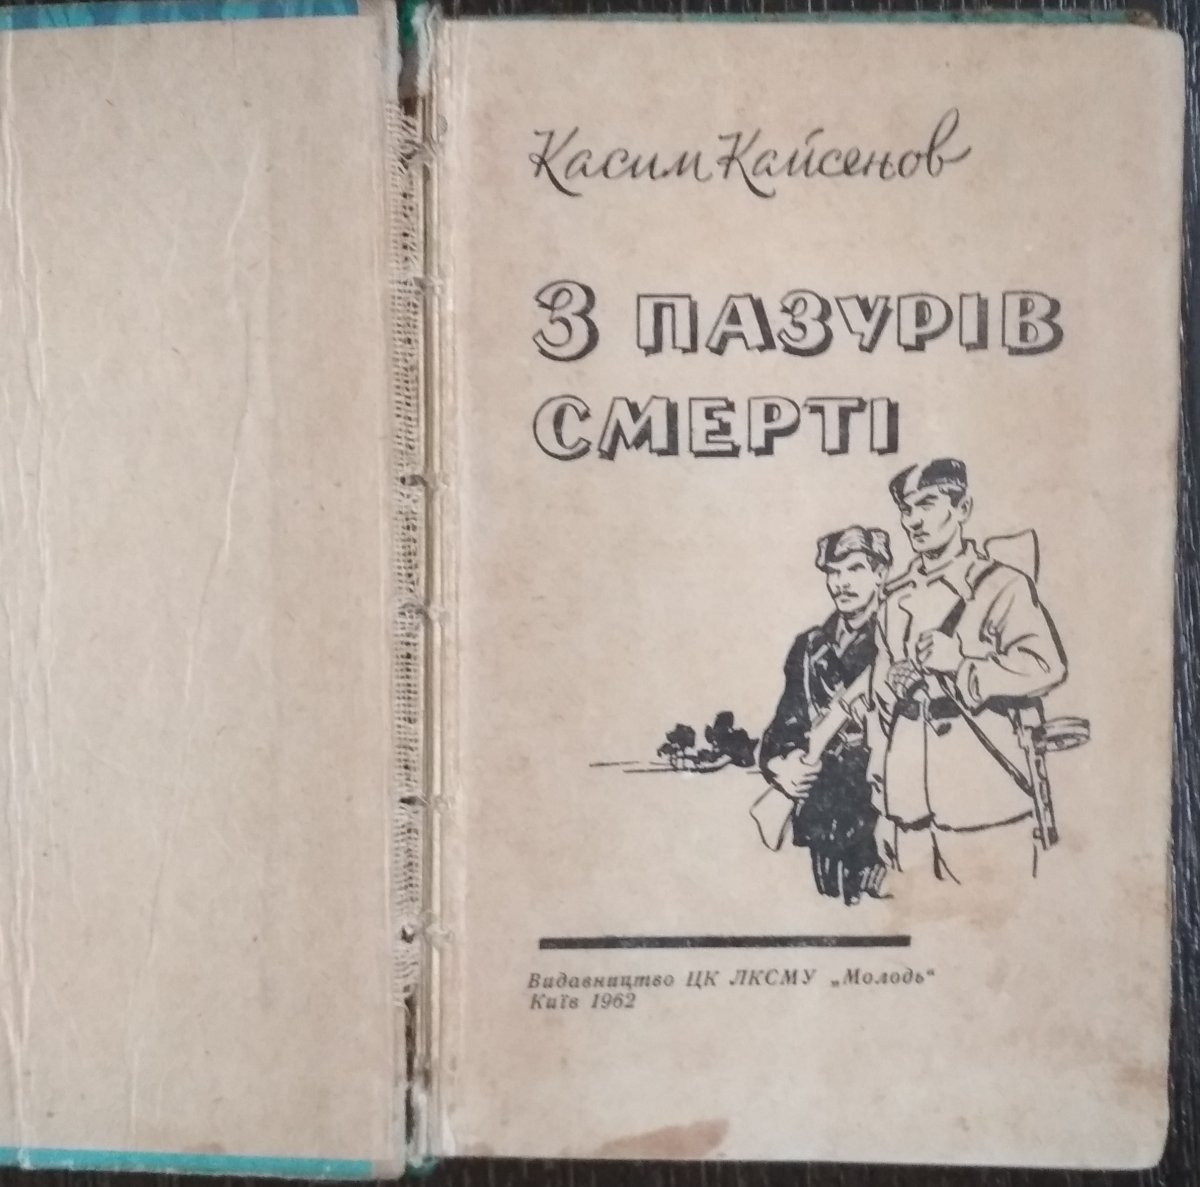 Касим Кайсенов
З ПАЗУРІВ
СМЕРТІ
Видавництво ЦК ЛКСМУ „Молодь“
Київ 1962